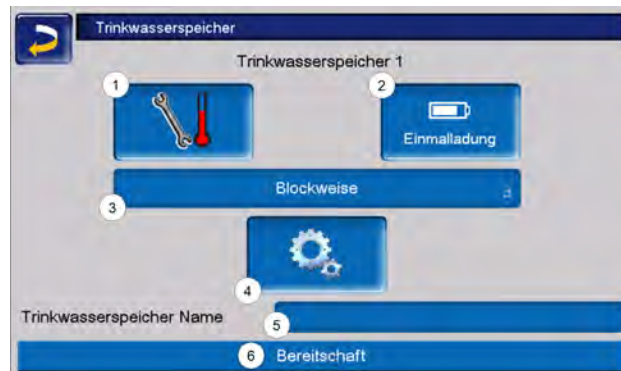 Trinkwasserspeicher
Trinkwasserspeicher 1
1
2
Einmalladung
Blockweise
3
4
Trinkwasserspeicher Name
5
6 Bereitschaft